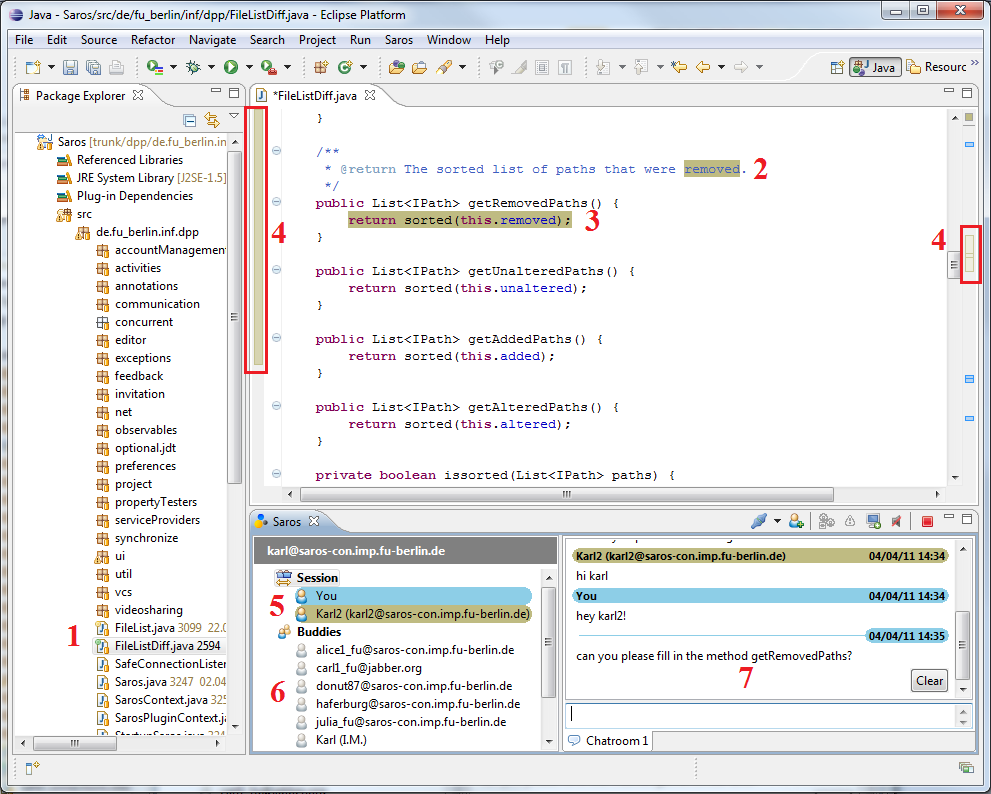 Java - Saros/src/de/fu_berlin/inf/dpp/FileListDiff.java - Eclipse Platform
File Edit Source Refactor Navigate Search Project Run Saros Window Help
Java Resourc
Package Explorer
Saros [trunk/dpp/de.fu_berlin.in
Referenced Libraries
JRE System Library [J2SE-1.5]
Plug-in Dependencies
src
de.fu_berlin.inf.dpp
accountManagement
activities
annotations
communication
concurrent
editor
exceptions
feedback
invitation
net
observables
optional.jdt
preferences
project
propertyTesters
serviceProviders
synchronize
ui
util
vcs
videosharing
FileList.java 3099 22.0
1
FileListDiff.java 2594
SafeConnectionListen
Saros.java 3247 02.04
SarosContext.java 325
SarosPluginContext.ja
*FileListDiff.java
}
/**
* @return The sorted list of paths that were removed. 2
*/
public List<IPath> getRemovedPaths() {
return sorted(this.removed); 3
}
4
4
public List<IPath> getUnalteredPaths() {
return sorted(this.unaltered);
}
public List<IPath> getAddedPaths() {
return sorted(this.added);
}
public List<IPath> getAlteredPaths() {
return sorted(this.altered);
}
private boolean issorted(List<IPath> paths) {
Saros
karl@saros-con.imp.fu-berlin.de
Session
You
5
Karl2 (karl2@saros-con.imp.fu-berlin.de)
Buddies
alice1_fu@saros-con.imp.fu-berlin.de
carl1_fu@jabber.org
6
donut87@saros-con.imp.fu-berlin.de
haferburg@saros-con.imp.fu-berlin.de
julia_fu@saros-con.imp.fu-berlin.de
Karl (I.M.)
Karl2 (karl2@saros-con.imp.fu-berlin.de) 04/04/11 14:34
hi karl
You 04/04/11 14:34
hey karl2!
04/04/11 14:35
can you please fill in the method getRemovedPaths?
7
Clear
Chatroom 1